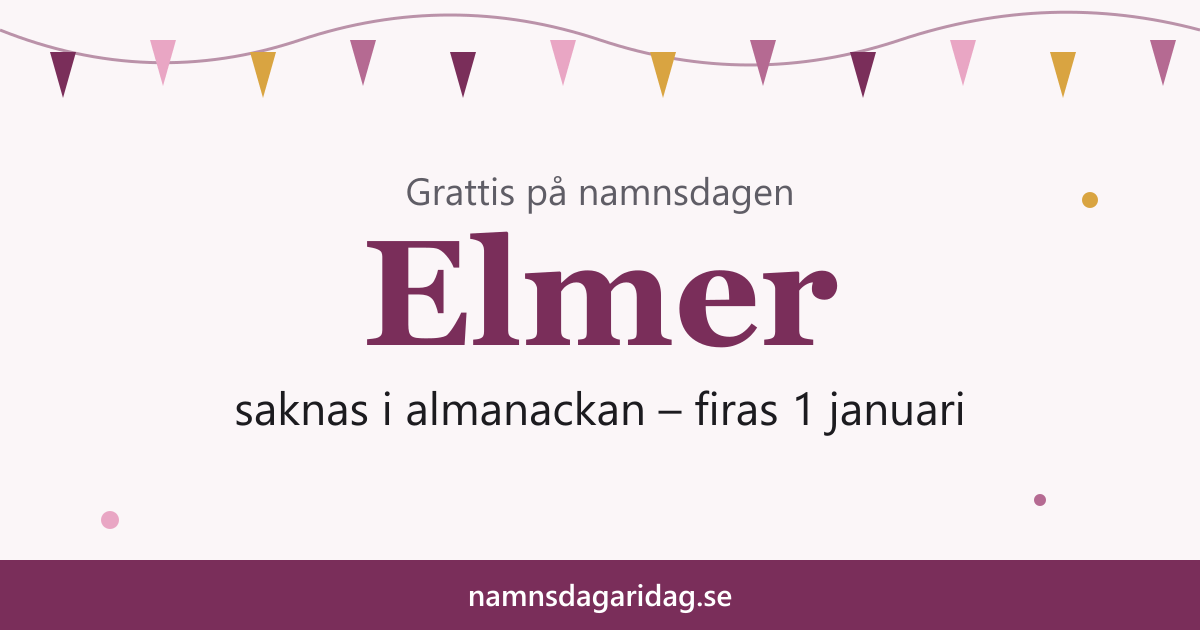 Grattis på namnsdagen
Elmer
saknas i almanackan – firas 1 januari
namnsdagaridag.se